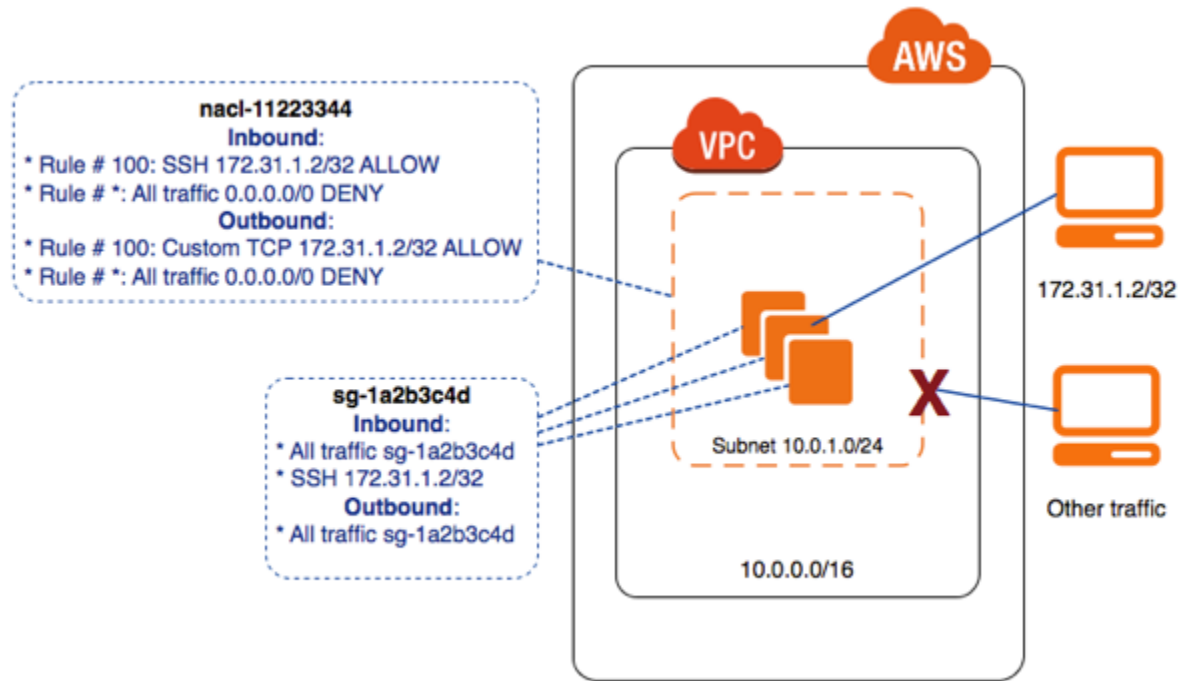 AWS
nacl-11223344
Inbound:
* Rule # 100: SSH 172.31.1.2/32 ALLOW
* Rule # *: All traffic 0.0.0.0/0 DENY
Outbound:
* Rule # 100: Custom TCP 172.31.1.2/32 ALLOW
* Rule # *: All traffic 0.0.0.0/0 DENY
VPC
172.31.1.2/32
sg-1a2b3c4d
Inbound:
* All traffic sg-1a2b3c4d
* SSH 172.31.1.2/32
Outbound:
* All traffic sg-1a2b3c4d
X
Subnet 10.0.1.0/24
Other traffic
10.0.0.0/16